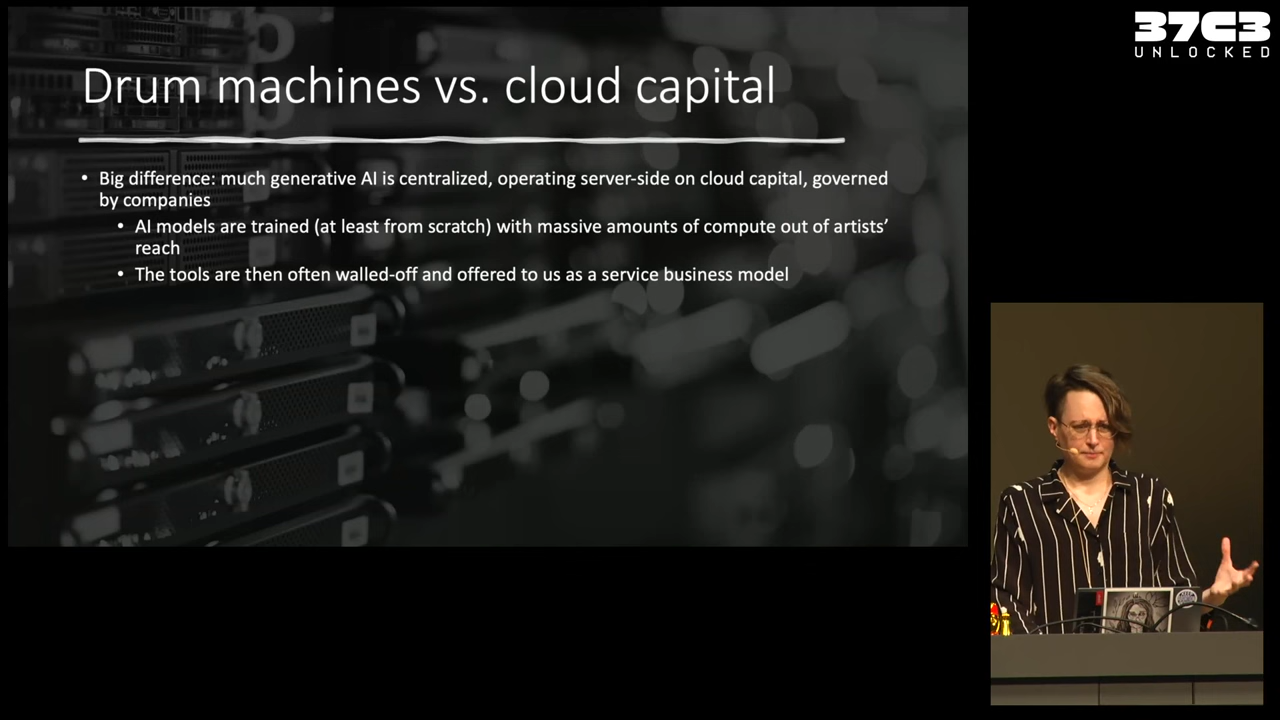 37C3
UNLOCKED
Drum machines vs. cloud capital
• Big difference: much generative AI is centralized, operating server-side on cloud capital, governed
by companies
• AI models are trained (at least from scratch) with massive amounts of compute out of artists’
reach
• The tools are then often walled-off and offered to us as a service business model